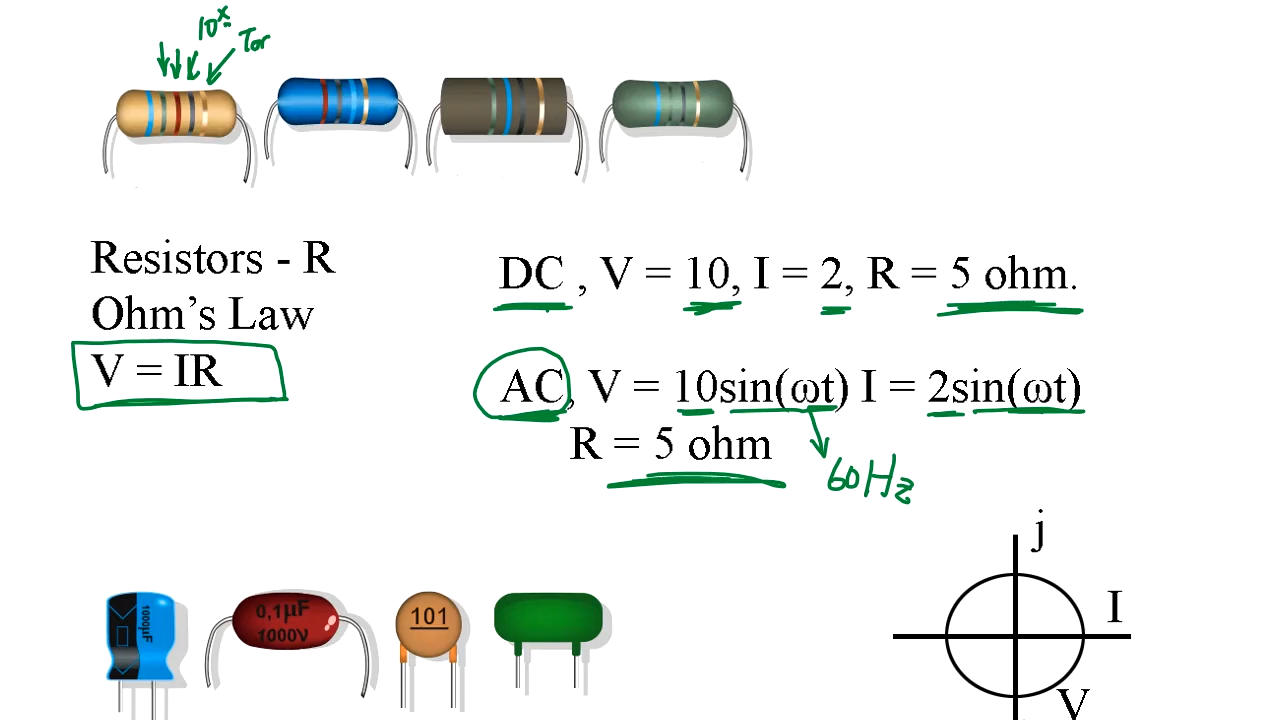 10ˣ
Tor
Resistors - R
Ohm’s Law
V = IR
DC , V = 10, I = 2, R = 5 ohm.
AC, V = 10sin(ωt) I = 2sin(ωt)
R = 5 ohm
60Hz
j
I
V
1000µF
0,1µF
1000V
101